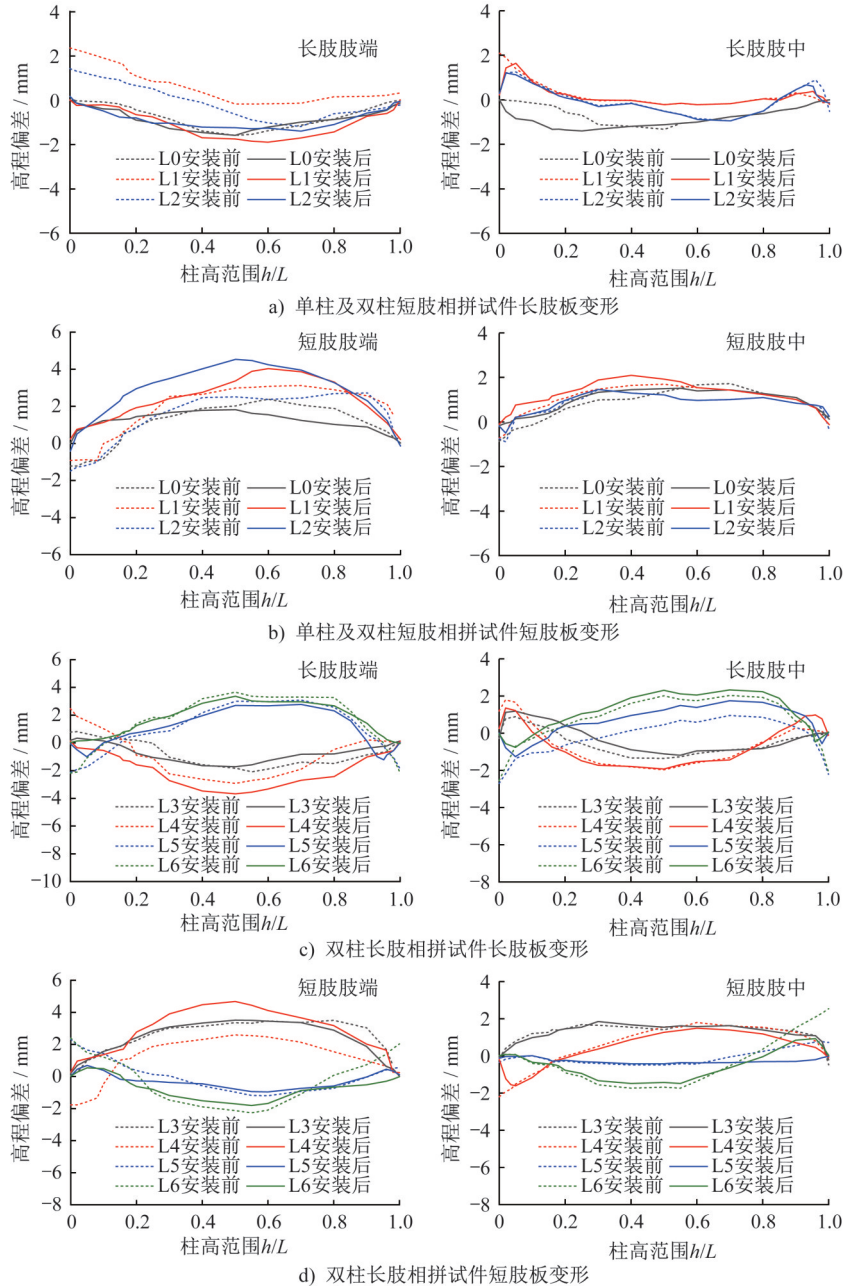 4
2
0
−2
−4
−6
高程偏差 / mm
长肢肢端
L0安装前 L0安装后
L1安装前 L1安装后
L2安装前 L2安装后
0 0.2 0.4 0.6 0.8 1.0
柱高范围h/L
4
2
0
−2
−4
−6
高程偏差 / mm
长肢肢中
L0安装前 L0安装后
L1安装前 L1安装后
L2安装前 L2安装后
0 0.2 0.4 0.6 0.8 1.0
柱高范围h/L
a) 单柱及双柱短肢相拼试件长肢板变形
6
4
2
0
−2
−4
−6
高程偏差 / mm
短肢肢端
L0安装前 L0安装后
L1安装前 L1安装后
L2安装前 L2安装后
0 0.2 0.4 0.6 0.8 1.0
柱高范围h/L
4
2
0
−2
−4
−6
高程偏差 / mm
短肢肢中
L0安装前 L0安装后
L1安装前 L1安装后
L2安装前 L2安装后
0 0.2 0.4 0.6 0.8 1.0
柱高范围h/L
b) 单柱及双柱短肢相拼试件短肢板变形
6
4
2
0
−2
−4
−6
−8
−10
高程偏差 / mm
长肢肢端
L3安装前 L3安装后
L4安装前 L4安装后
L5安装前 L5安装后
L6安装前 L6安装后
0 0.2 0.4 0.6 0.8 1.0
柱高范围h/L
4
2
0
−2
−4
−6
−8
高程偏差 / mm
长肢肢中
L3安装前 L3安装后
L4安装前 L4安装后
L5安装前 L5安装后
L6安装前 L6安装后
0 0.2 0.4 0.6 0.8 1.0
柱高范围h/L
c) 双柱长肢相拼试件长肢板变形
6
4
2
0
−2
−4
−6
−8
高程偏差 / mm
短肢肢端
L3安装前 L3安装后
L4安装前 L4安装后
L5安装前 L5安装后
L6安装前 L6安装后
0 0.2 0.4 0.6 0.8 1.0
柱高范围h/L
4
2
0
−2
−4
−6
−8
高程偏差 / mm
短肢肢中
L3安装前 L3安装后
L4安装前 L4安装后
L5安装前 L5安装后
L6安装前 L6安装后
0 0.2 0.4 0.6 0.8 1.0
柱高范围h/L
d) 双柱长肢相拼试件短肢板变形